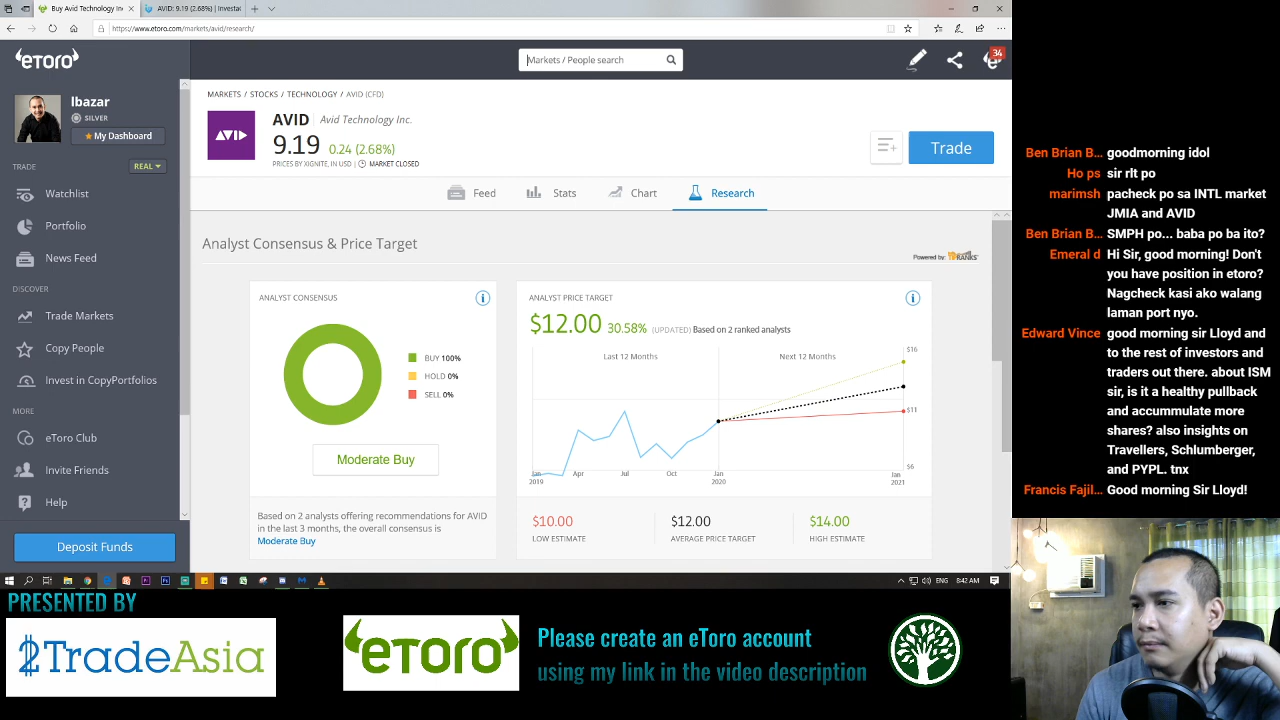 Buy Avid Technology Inc
AVID: 9.19 (2.68%) | Investal
https://www.etoro.com/markets/avid/research/
eToro
Markets / People search
34
lbazar
SILVER
My Dashboard
TRADE
REAL
Watchlist
Portfolio
News Feed
DISCOVER
Trade Markets
Copy People
Invest in CopyPortfolios
MORE
eToro Club
Invite Friends
Help
Deposit Funds
MARKETS / STOCKS / TECHNOLOGY / AVID (CFD)
AVID
AVID Avid Technology Inc.
9.19 0.24 (2.68%)
PRICES BY XIGNITE, IN USD | MARKET CLOSED
Trade
Feed
Stats
Chart
Research
Analyst Consensus & Price Target
Powered by: TIPRANKS
ANALYST CONSENSUS
BUY 100%
HOLD 0%
SELL 0%
Moderate Buy
Based on 2 analysts offering recommendations for AVID
in the last 3 months, the overall consensus is
Moderate Buy
ANALYST PRICE TARGET
$12.00 30.58% (UPDATED) Based on 2 ranked analysts
Last 12 Months
Next 12 Months
$16
$11
$6
Jan
2019
Apr
Jul
Oct
Jan
2020
Jan
2021
$10.00
LOW ESTIMATE
$12.00
AVERAGE PRICE TARGET
$14.00
HIGH ESTIMATE
ENG
8:42 AM
Ben Brian B... goodmorning idol
Ho ps sir rlt po
marimsh pacheck po sa INTL market
JMIA and AVID
Ben Brian B... SMPH po... baba po ba ito?
Emeral d Hi Sir, good morning! Don't
you have position in etoro?
Nagcheck kasi ako walang
laman port nyo.
Edward Vince good morning sir Lloyd and
to the rest of investors and
traders out there. about ISM
sir, is it a healthy pullback
and accummulate more
shares? also insights on
Travellers, Schlumberger,
and PYPL. tnx
Francis Fajil... Good morning Sir Lloyd!
PRESENTED BY
2TradeAsia
eToro
Please create an eToro account
using my link in the video description